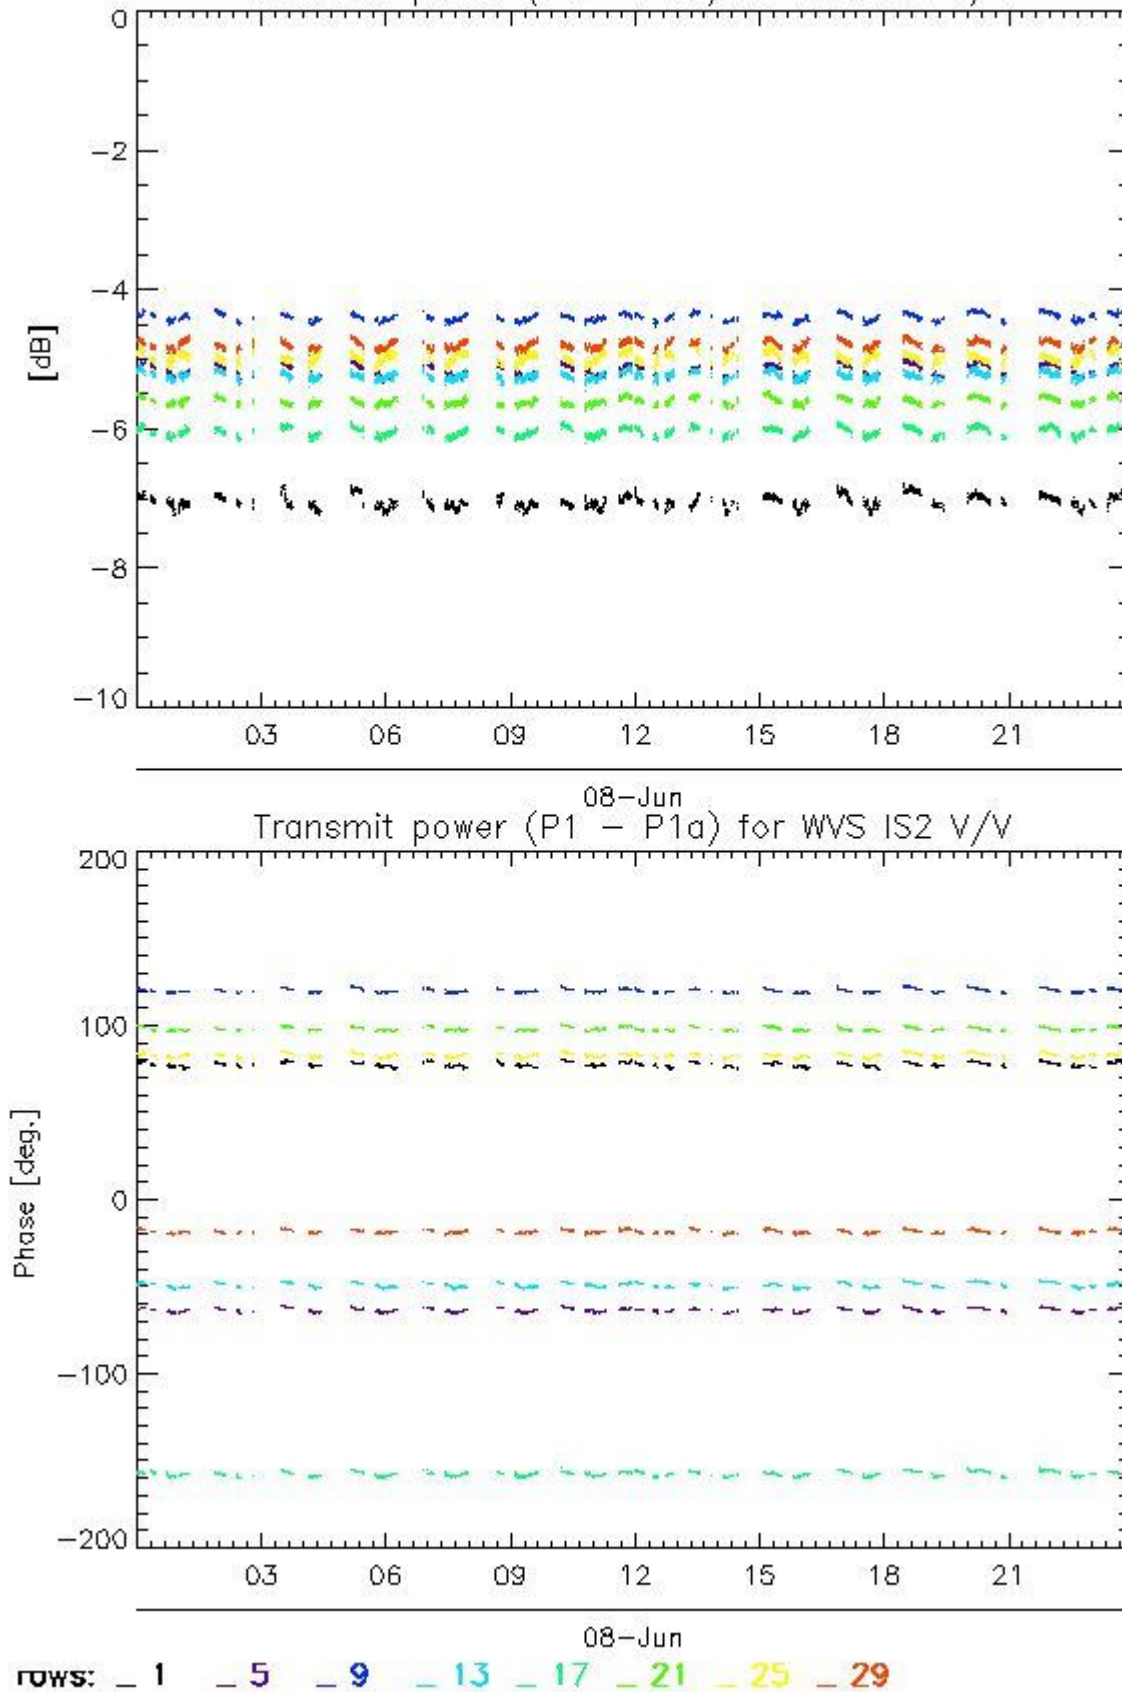 0
-2
-4
[dB]
-6
-8
-10
03 06 09 12 15 18 21
08-Jun
Transmit power (P1 - P1a) for WVS IS2 V/V
200
100
0
Phase [deg.]
-100
-200
03 06 09 12 15 18 21
08-Jun
rows: _ 1 _ 5 _ 9 _ 13 _ 17 _ 21 _ 25 _ 29